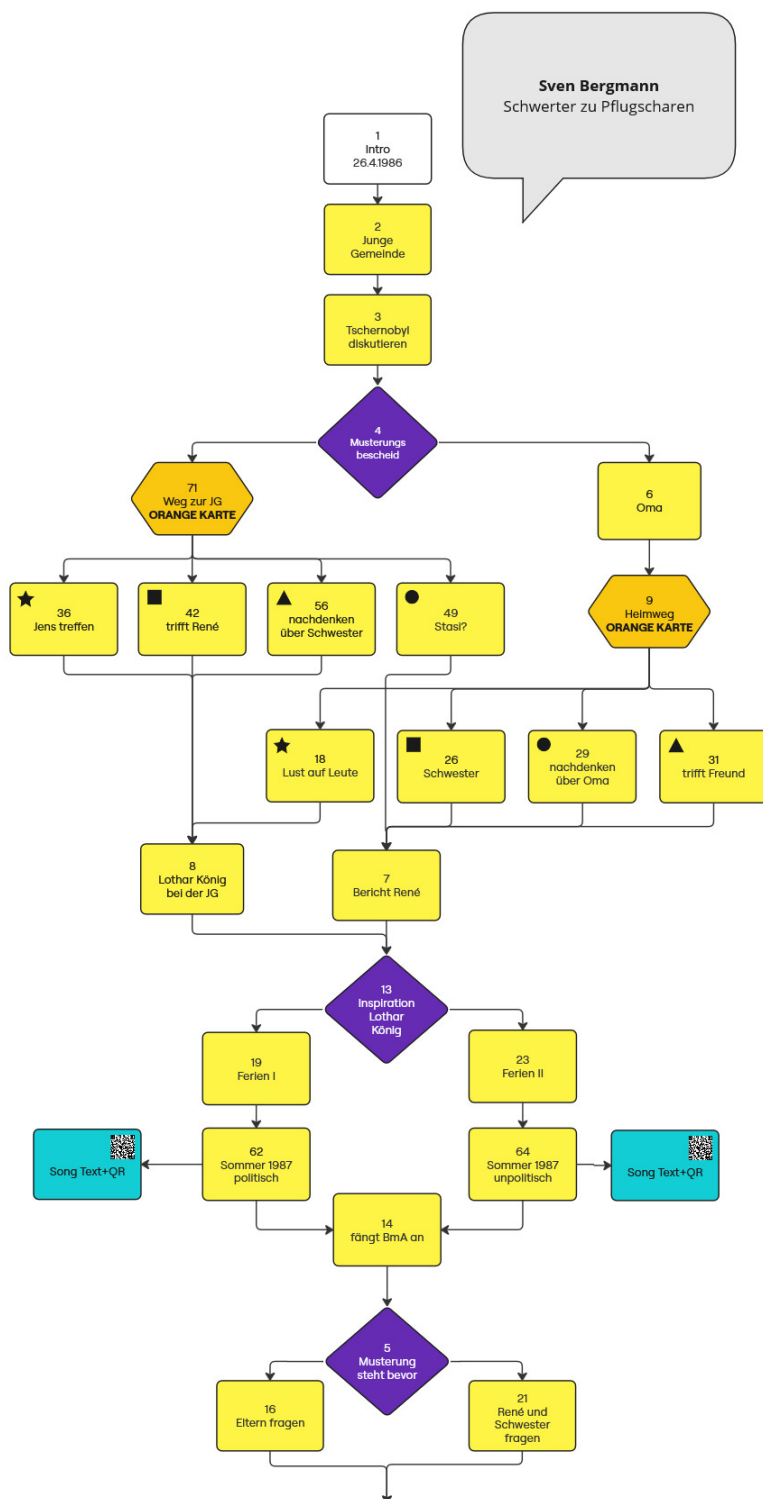 Sven Bergmann
Schwerter zu Pflugscharen
1
Intro
26.4.1986
2
Junge
Gemeinde
3
Tschernobyl
diskutieren
4
Musterungs
bescheid
71
Weg zur JG
ORANGE KARTE
6
Oma
36
Jens treffen
42
trifft René
56
nachdenken
über Schwester
49
Stasi?
9
Heimweg
ORANGE KARTE
18
Lust auf Leute
26
Schwester
29
nachdenken
über Oma
31
trifft Freund
8
Lothar König
bei der JG
7
Bericht René
13
Inspiration
Lothar
König
19
Ferien I
23
Ferien II
Song Text+QR
62
Sommer 1987
politisch
64
Sommer 1987
unpolitisch
Song Text+QR
14
fängt BmA an
5
Musterung
steht bevor
16
Eltern fragen
21
René und
Schwester
fragen